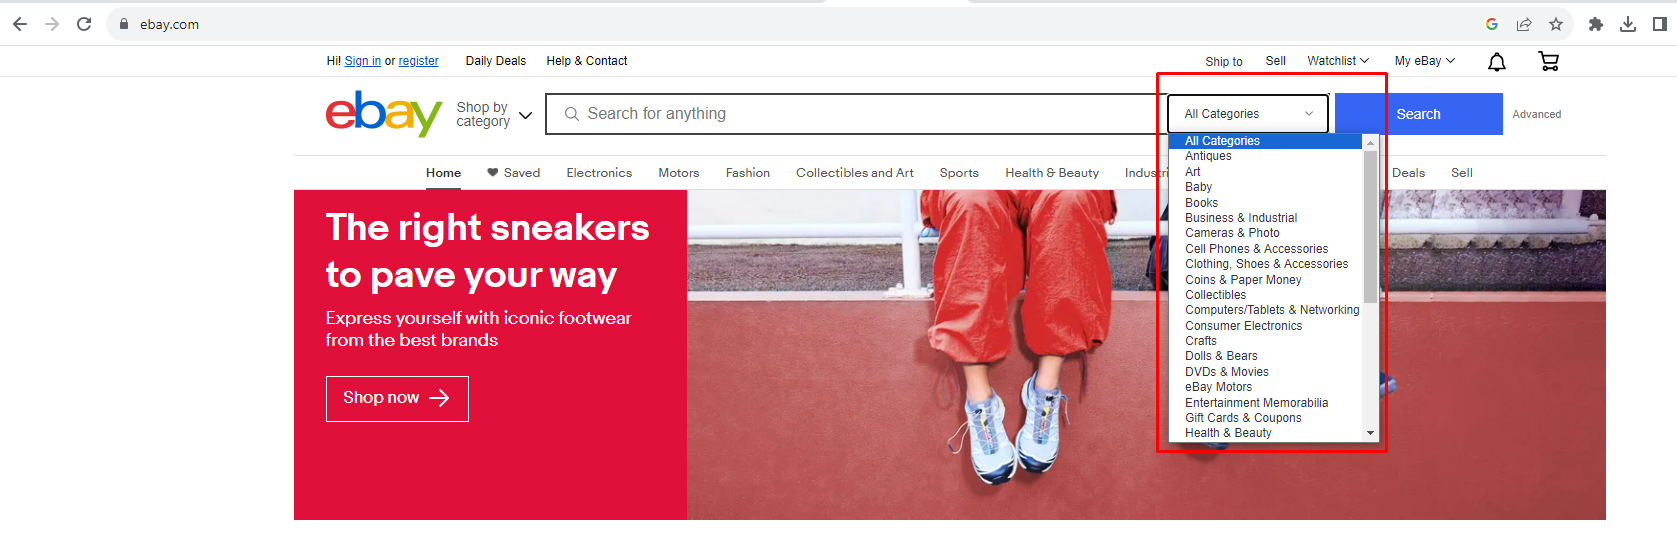 ebay.com
Hi! Sign in or register Daily Deals Help & Contact Ship to Sell Watchlist My eBay
ebay Shop by category Search for anything All Categories Search Advanced
Home Saved Electronics Motors Fashion Collectibles and Art Sports Health & Beauty Deals Sell
The right sneakers
to pave your way
Express yourself with iconic footwear
from the best brands
Shop now
All Categories
Antiques
Art
Baby
Books
Business & Industrial
Cameras & Photo
Cell Phones & Accessories
Clothing, Shoes & Accessories
Coins & Paper Money
Collectibles
Computers/Tablets & Networking
Consumer Electronics
Crafts
Dolls & Bears
DVDs & Movies
eBay Motors
Entertainment Memorabilia
Gift Cards & Coupons
Health & Beauty